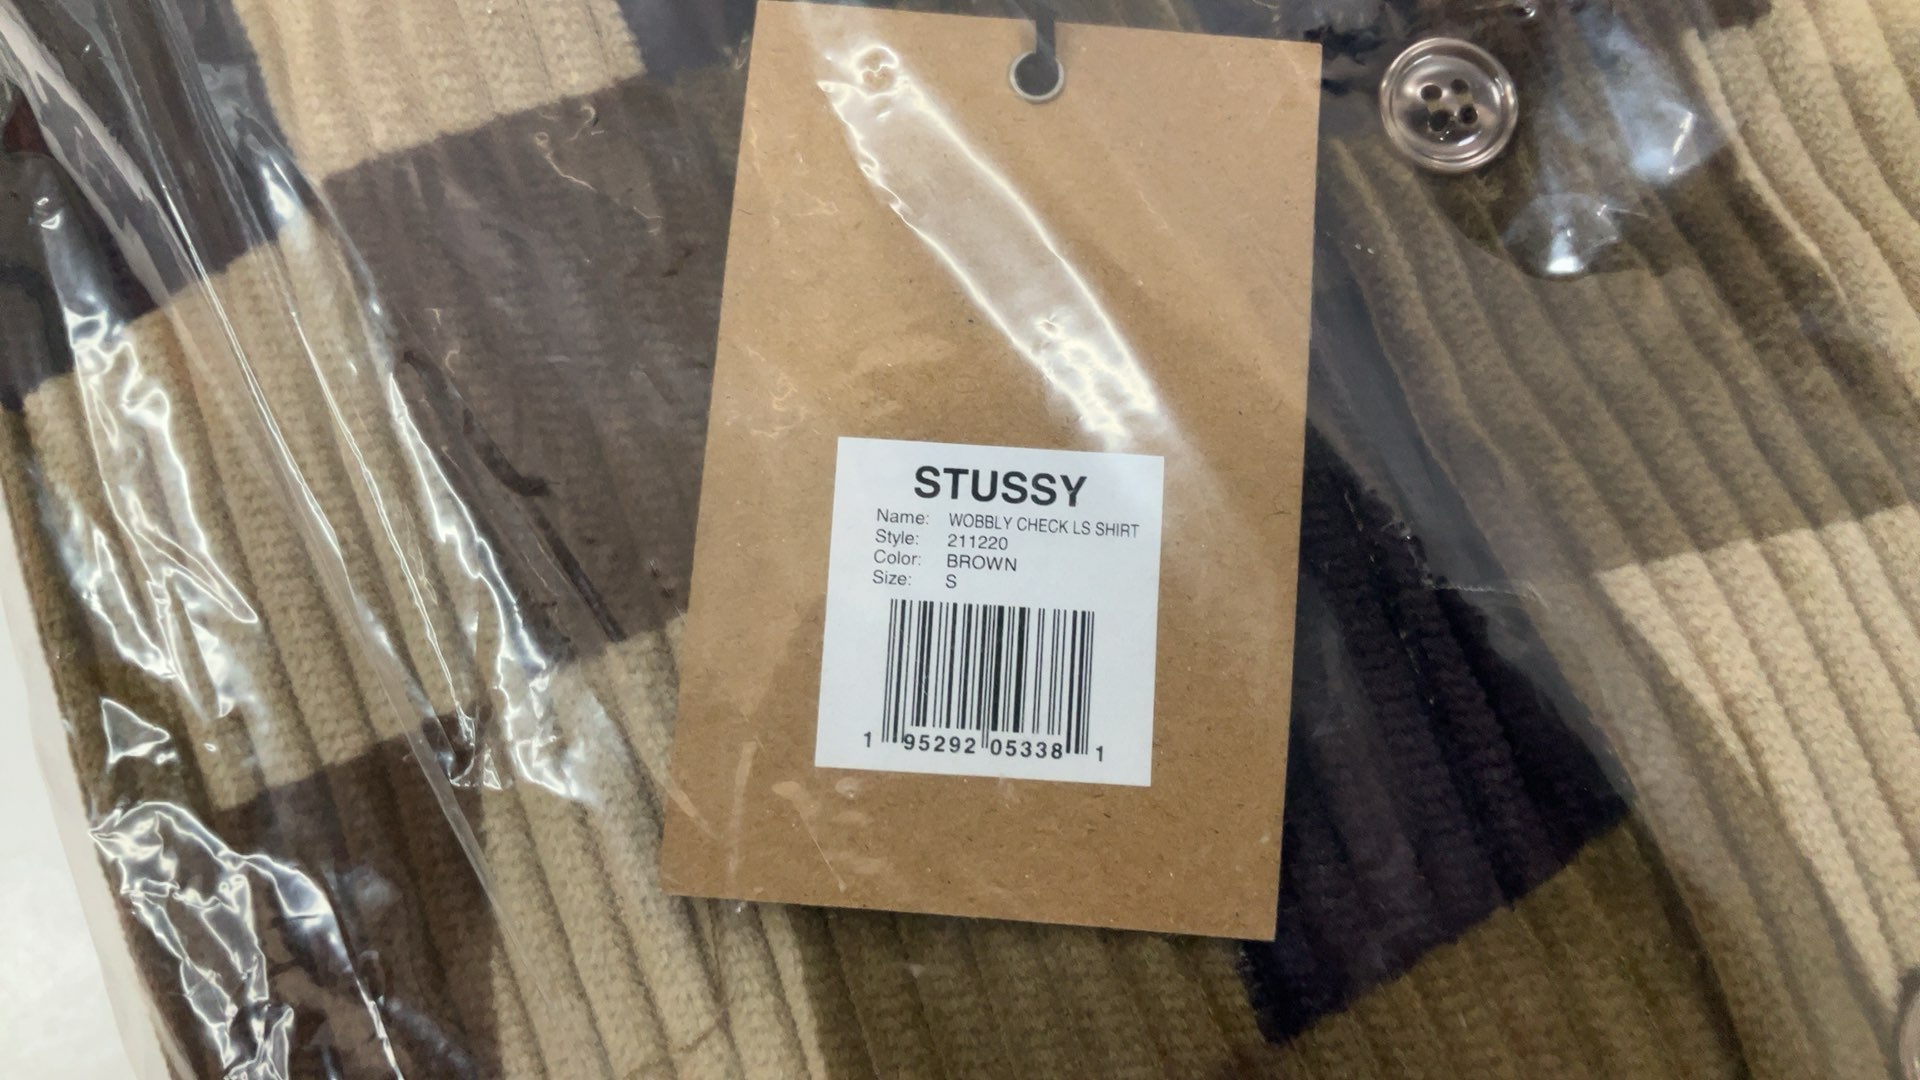 STUSSY
Name: WOBBLY CHECK LS SHIRT
Style: 211220
Color: BROWN
Size: S
1 95292 05338 1